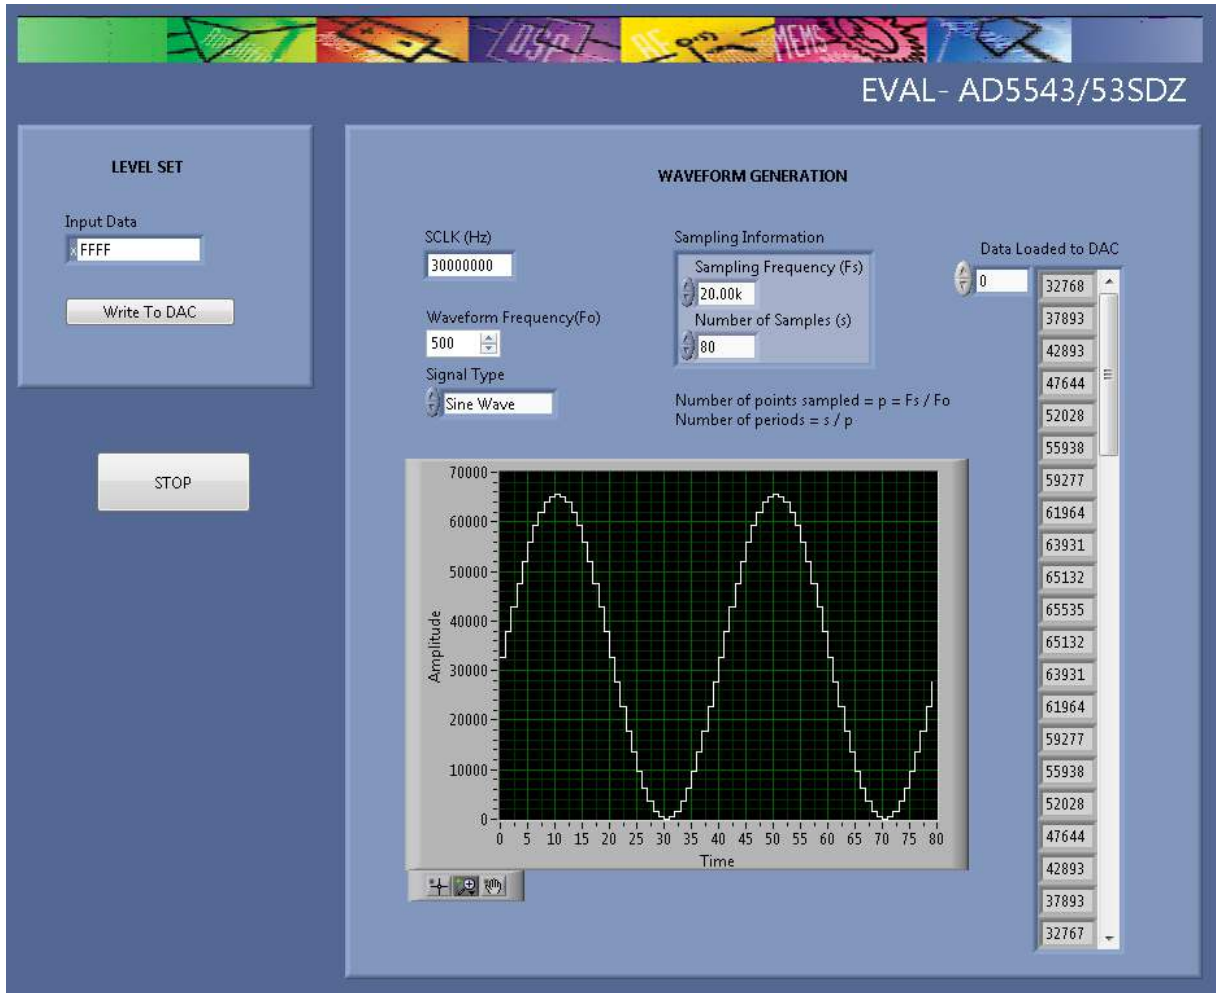 DSP
RF
MEMS
EVAL- AD5543/53SDZ
LEVEL SET
Input Data
x FFFF
Write To DAC
STOP
WAVEFORM GENERATION
SCLK (Hz)
30000000
Waveform Frequency(Fo)
500
Signal Type
Sine Wave
Sampling Information
Sampling Frequency (Fs)
20.00k
Number of Samples (s)
80
Number of points sampled = p = Fs / Fo
Number of periods = s / p
Data Loaded to DAC
0
32768
37893
42893
47644
52028
55938
59277
61964
63931
65132
65535
65132
63931
61964
59277
55938
52028
47644
42893
37893
32767
Amplitude
70000
60000
50000
40000
30000
20000
10000
0
0 5 10 15 20 25 30 35 40 45 50 55 60 65 70 75 80
Time